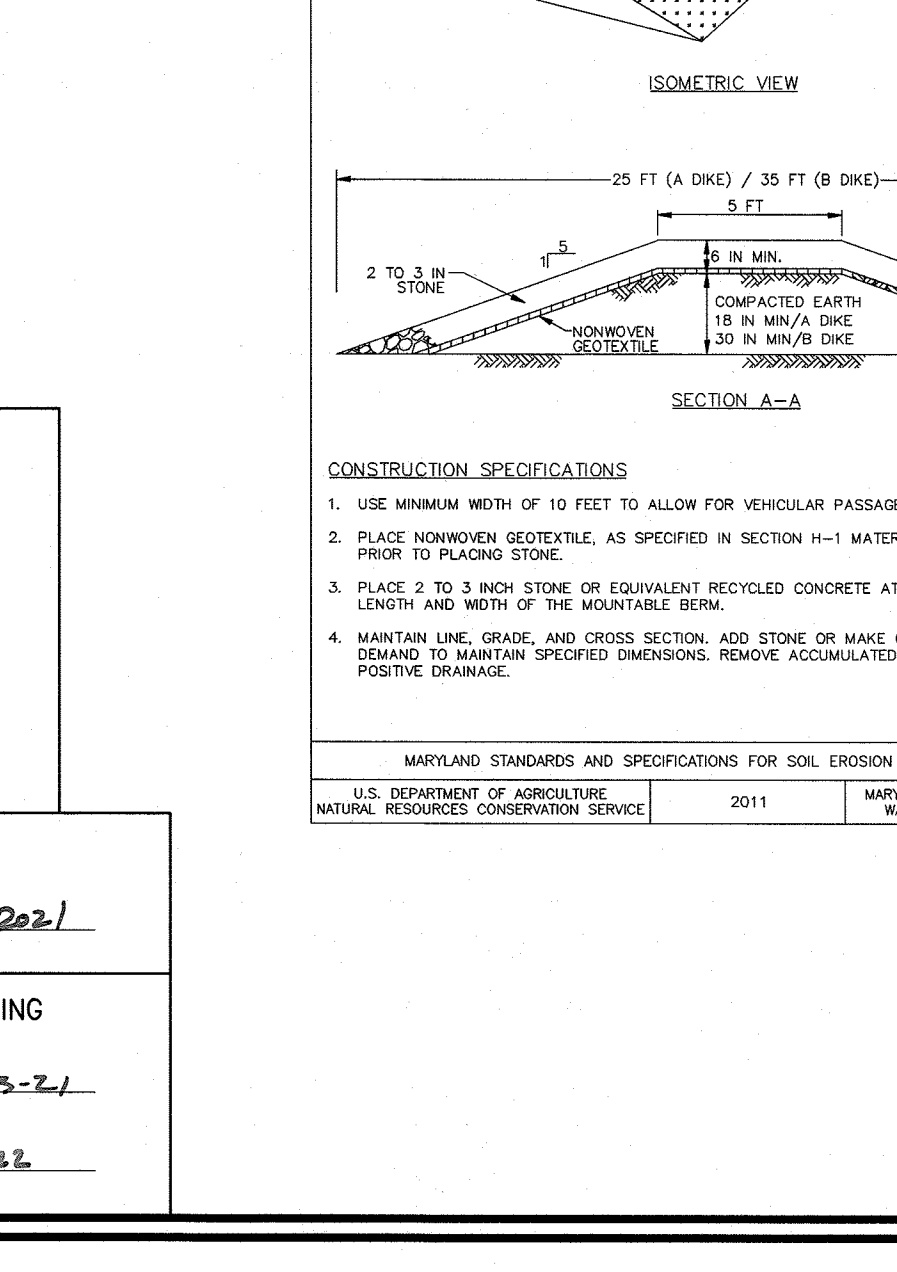 ISOMETRIC VIEW
25 FT (A DIKE) / 35 FT (B DIKE)
5 FT
5
1
6 IN MIN.
2 TO 3 IN
STONE
COMPACTED EARTH
18 IN MIN/A DIKE
30 IN MIN/B DIKE
NONWOVEN
GEOTEXTILE
SECTION A-A
CONSTRUCTION SPECIFICATIONS
1. USE MINIMUM WIDTH OF 10 FEET TO ALLOW FOR VEHICULAR PASSAGE
2. PLACE NONWOVEN GEOTEXTILE, AS SPECIFIED IN SECTION H-1 MATER
PRIOR TO PLACING STONE.
3. PLACE 2 TO 3 INCH STONE OR EQUIVALENT RECYCLED CONCRETE AT
LENGTH AND WIDTH OF THE MOUNTABLE BERM.
4. MAINTAIN LINE, GRADE, AND CROSS SECTION. ADD STONE OR MAKE
DEMAND TO MAINTAIN SPECIFIED DIMENSIONS. REMOVE ACCUMULATED
POSITIVE DRAINAGE.
MARYLAND STANDARDS AND SPECIFICATIONS FOR SOIL EROSION
U.S. DEPARTMENT OF AGRICULTURE
NATURAL RESOURCES CONSERVATION SERVICE
2011
MARY
W
2021
ING
3-21
22